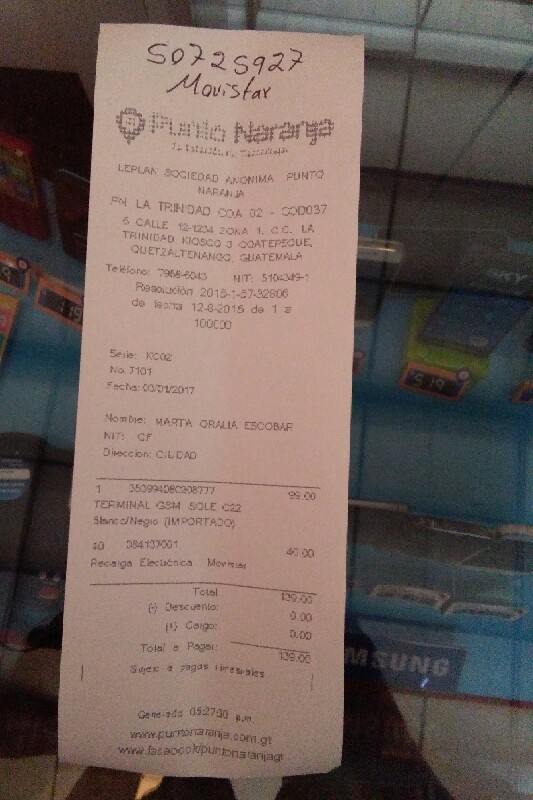 50725927
Movistar
Punto Naranja
LEPLAN SOCIEDAD ANONIMA PUNTO
NARANJA
PN LA TRINIDAD COA 02 - COD037
6 CALLE 12-1234 ZONA 1, C.C. LA
TRINIDAD KIOSCO 3 COATEPEQUE,
QUETZALTENANGO, GUATEMALA
Teléfono: 7956-6043 NIT: 5104349-1
Resolución 2015-1-57-32806
de fecha 12-8-2015 de 1 a
100000
Serie: KC02
No. 7101
Fecha: 03/01/2017
Nombre: MARTA ORALIA ESCOBAR
NIT: CF
Direccion: CIUDAD
1 99.00
TERMINAL GSM SOLE C22
Blanco/Negro (IMPORTADO)
40 084137001 40.00
Recarga Electrónica Movistar
Total 139.00
(-) Descuento: 0.00
(+) Cargo: 0.00
Total a Pagar: 139.00
Sujeto a pagos trimestrales
Generado 05:27:30 p.m.
www.puntonaranja.com.gt
www.facebook/puntonaranjagt
SAMSUNG